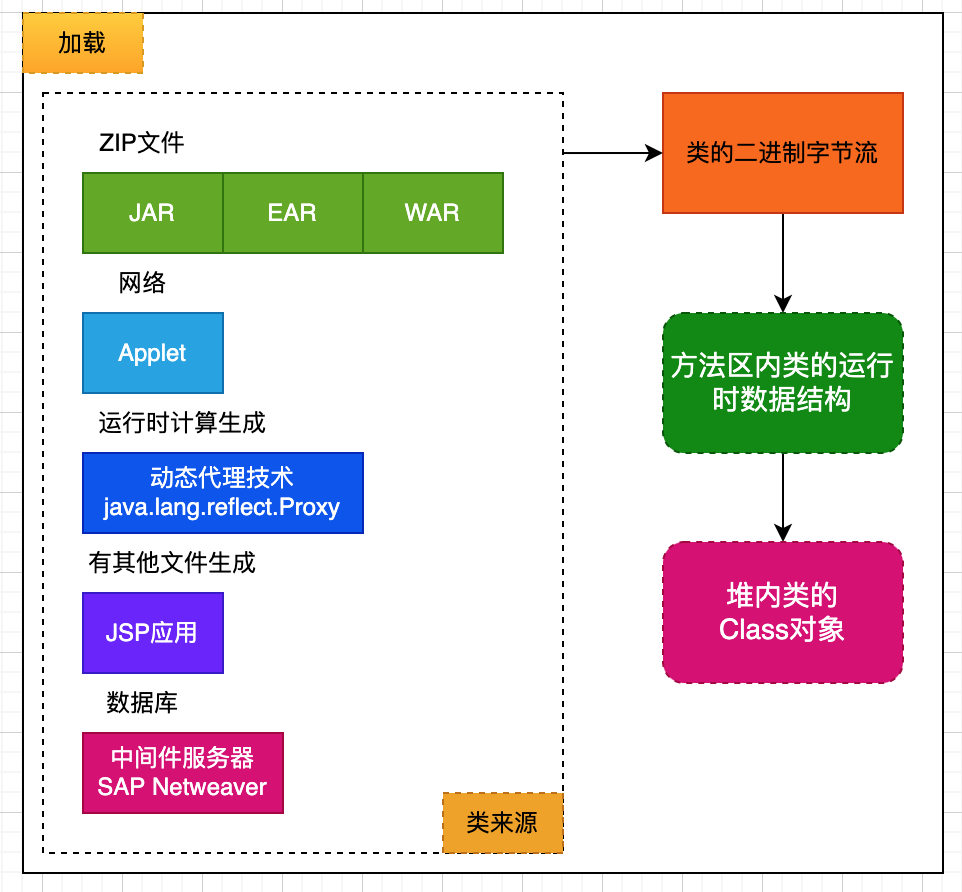 加载
ZIP文件
JAR
EAR
WAR
网络
Applet
运行时计算生成
动态代理技术
java.lang.reflect.Proxy
有其他文件生成
JSP应用
数据库
中间件服务器
SAP Netweaver
类来源
类的二进制字节流
方法区内类的运行
时数据结构
堆内类的
Class对象